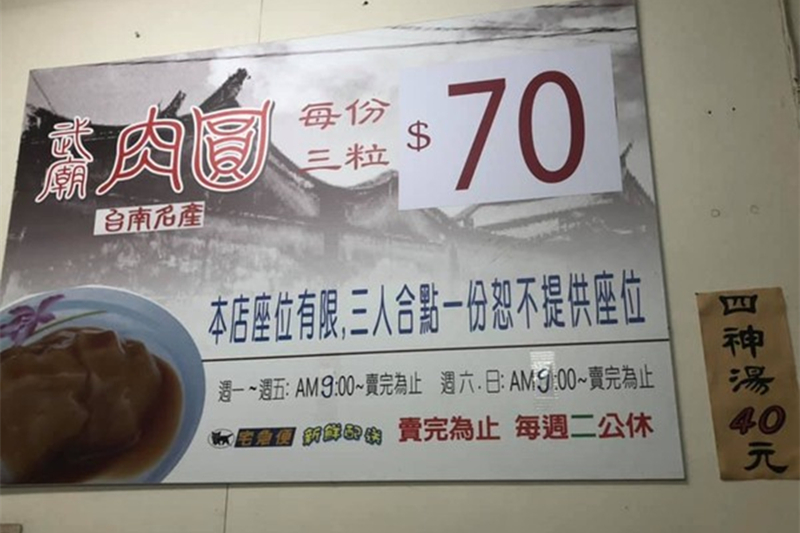 武廟
肉圓
台南名產
每份
三粒
$70
本店座位有限,三人合點一份恕不提供座位
週一~週五: AM9:00~賣完為止 週六.日: AM9:00~賣完為止
宅急便 新鮮配送 賣完為止 每週二公休
四神湯40元